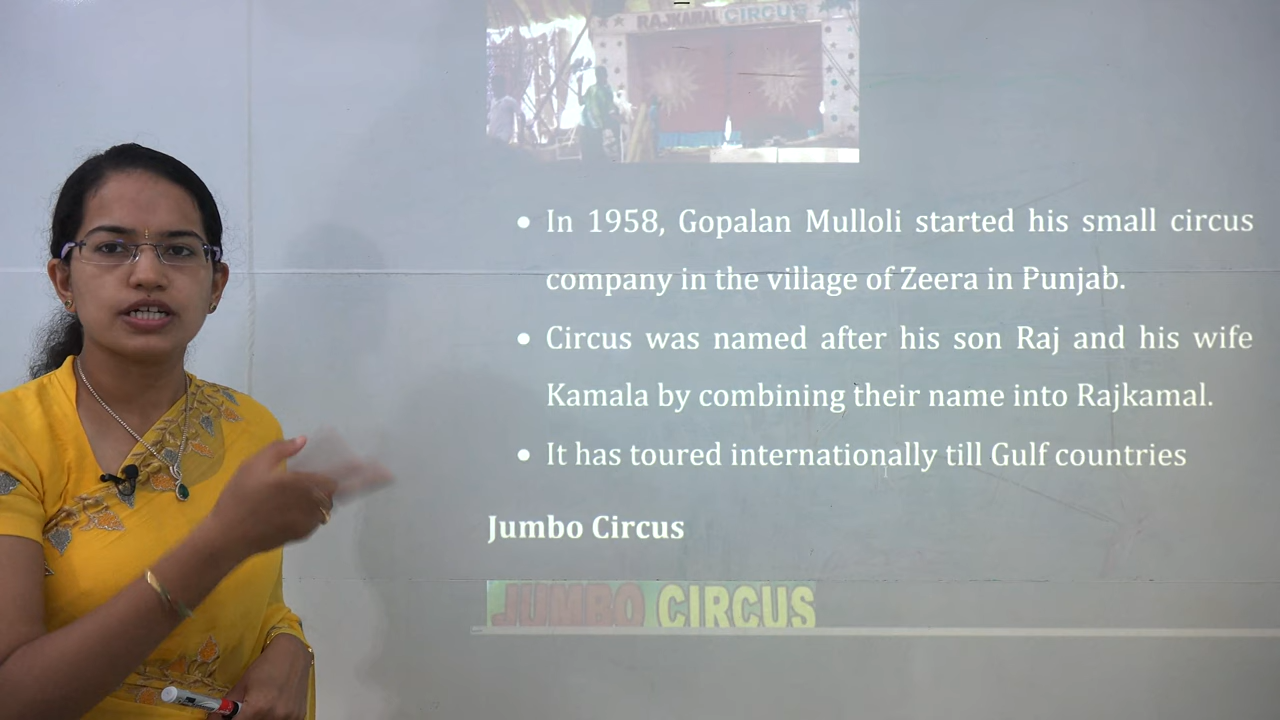 RAJKAMAL CIRCUS
• In 1958, Gopalan Mulloli started his small circus
company in the village of Zeera in Punjab.
• Circus was named after his son Raj and his wife
Kamala by combining their name into Rajkamal.
• It has toured internationally till Gulf countries
Jumbo Circus
JUMBO CIRCUS